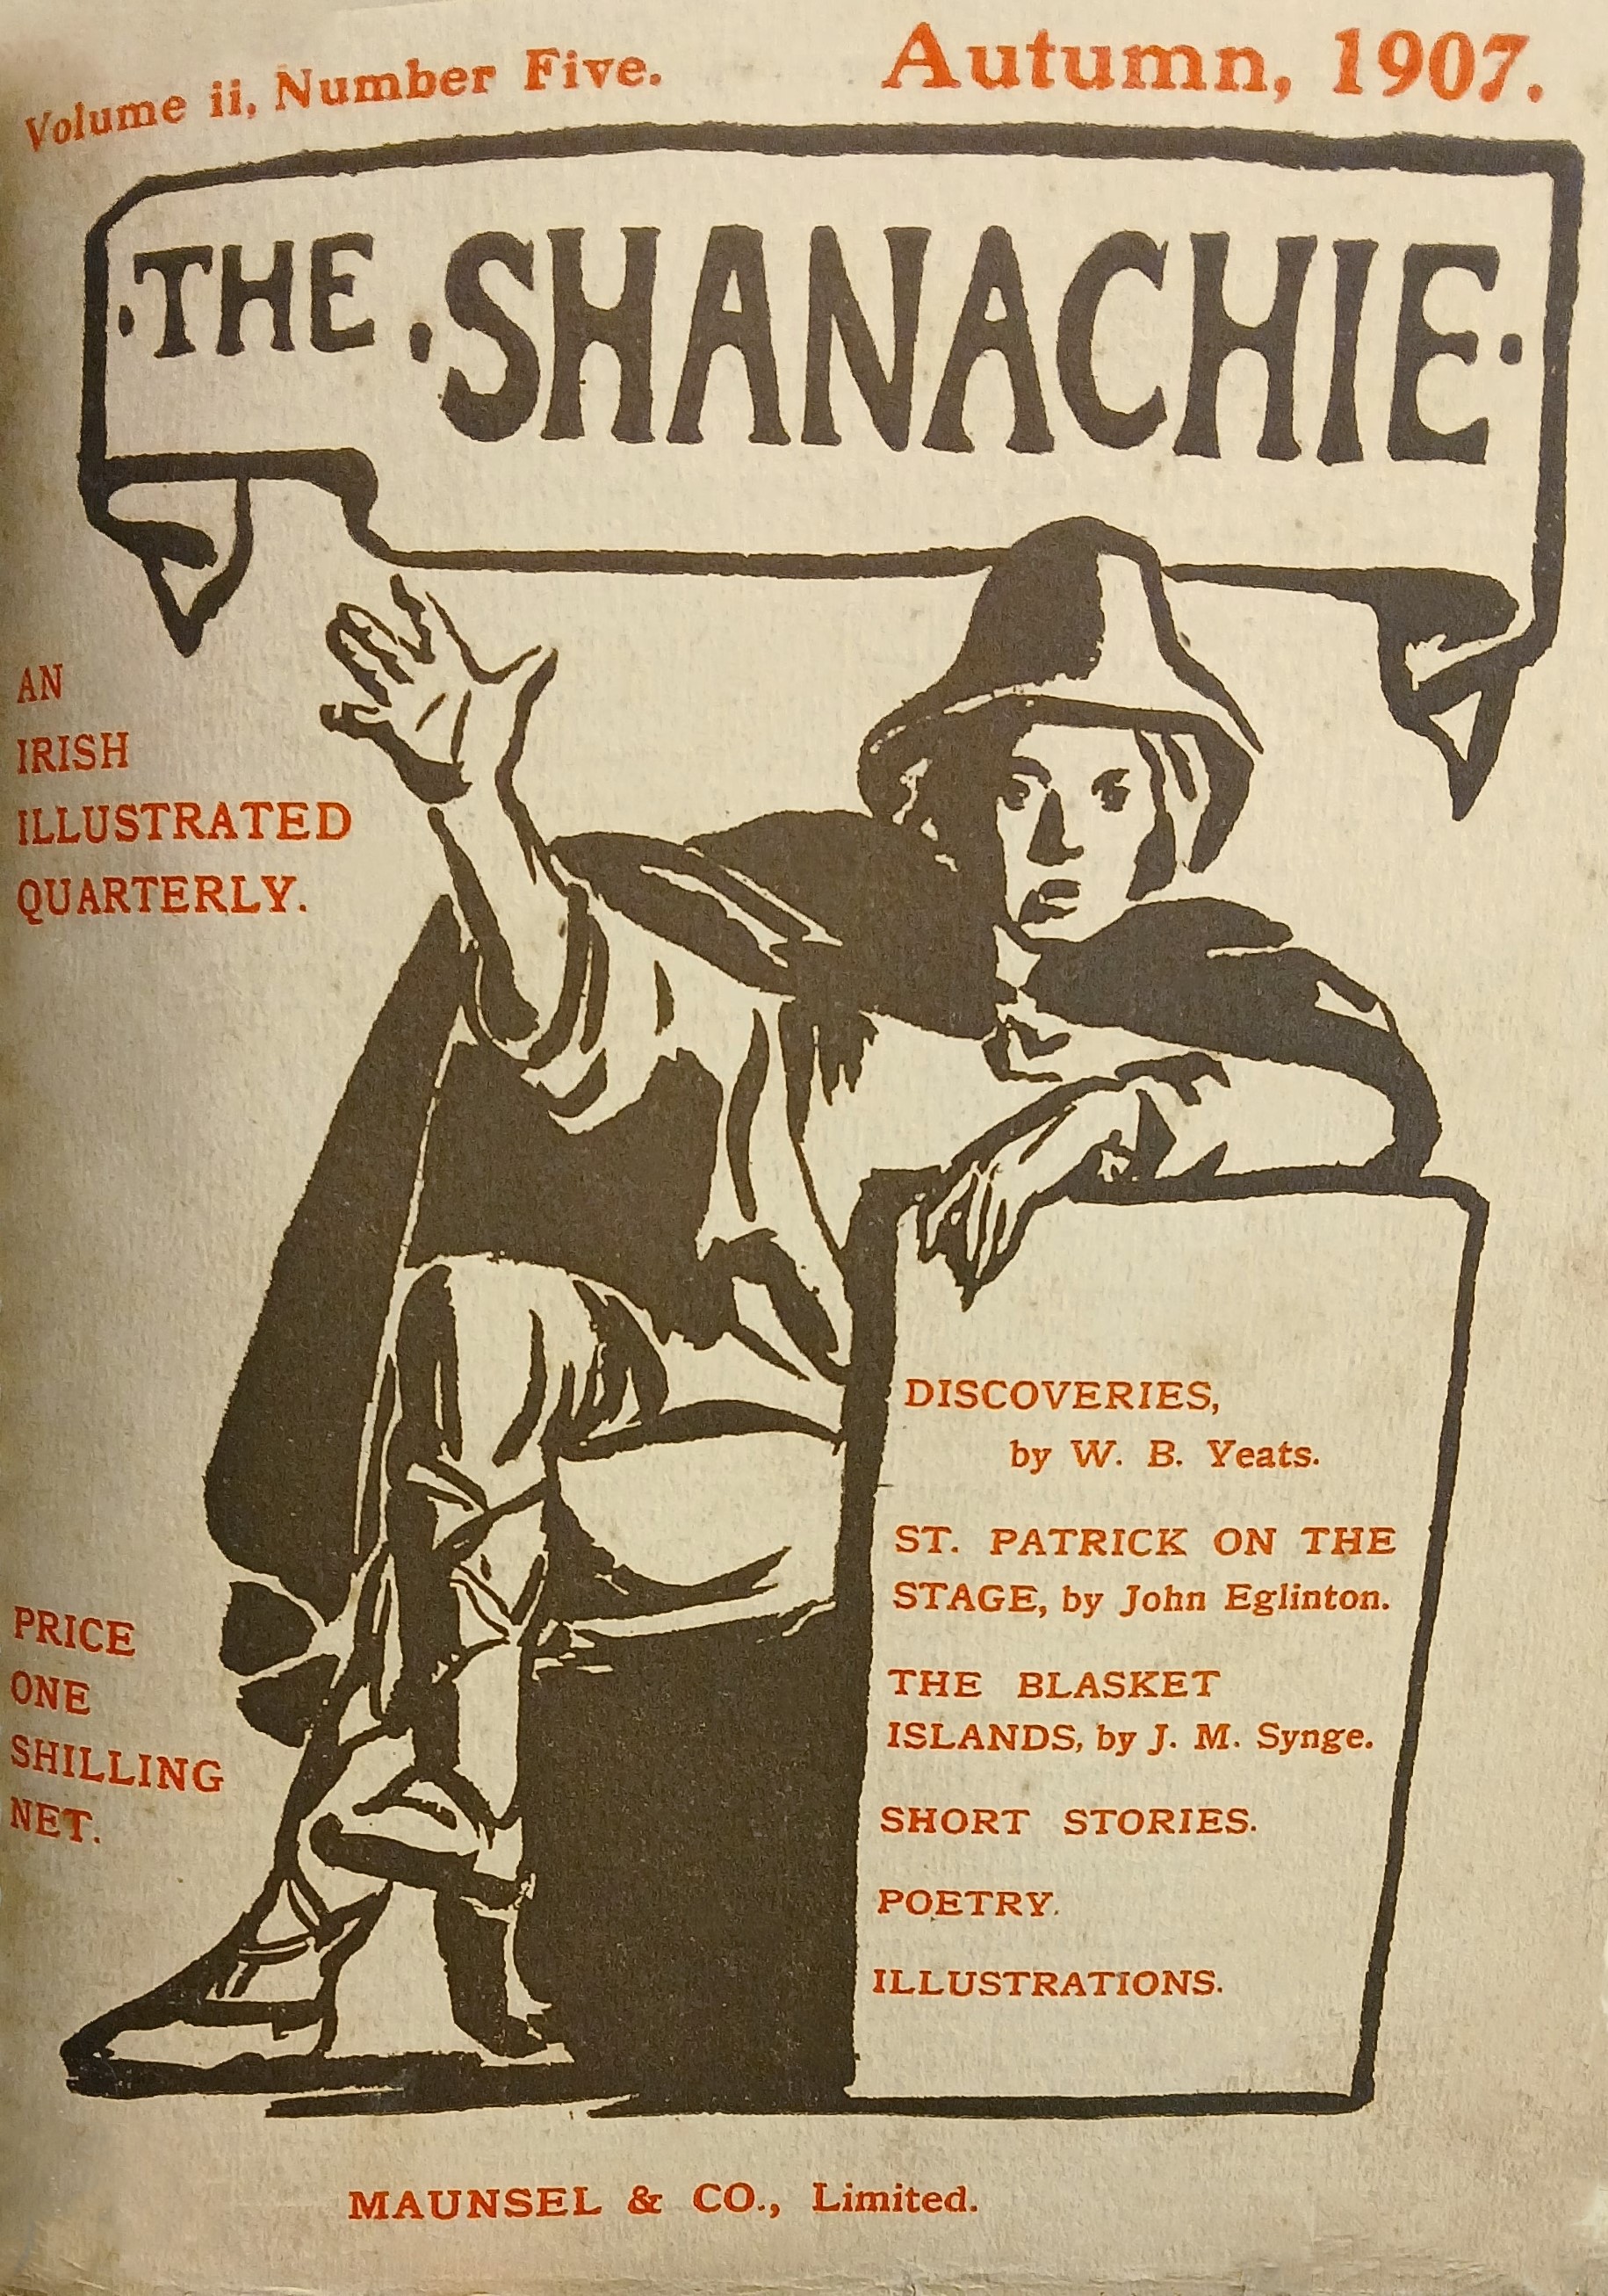 Volume ii, Number Five.
Autumn, 1907.
·THE·SHANACHIE·
AN
IRISH
ILLUSTRATED
QUARTERLY.
PRICE
ONE
SHILLING
NET.
DISCOVERIES,
by W. B. Yeats.
ST. PATRICK ON THE
STAGE, by John Eglinton.
THE BLASKET
ISLANDS, by J. M. Synge.
SHORT STORIES.
POETRY.
ILLUSTRATIONS.
MAUNSEL & CO., Limited.